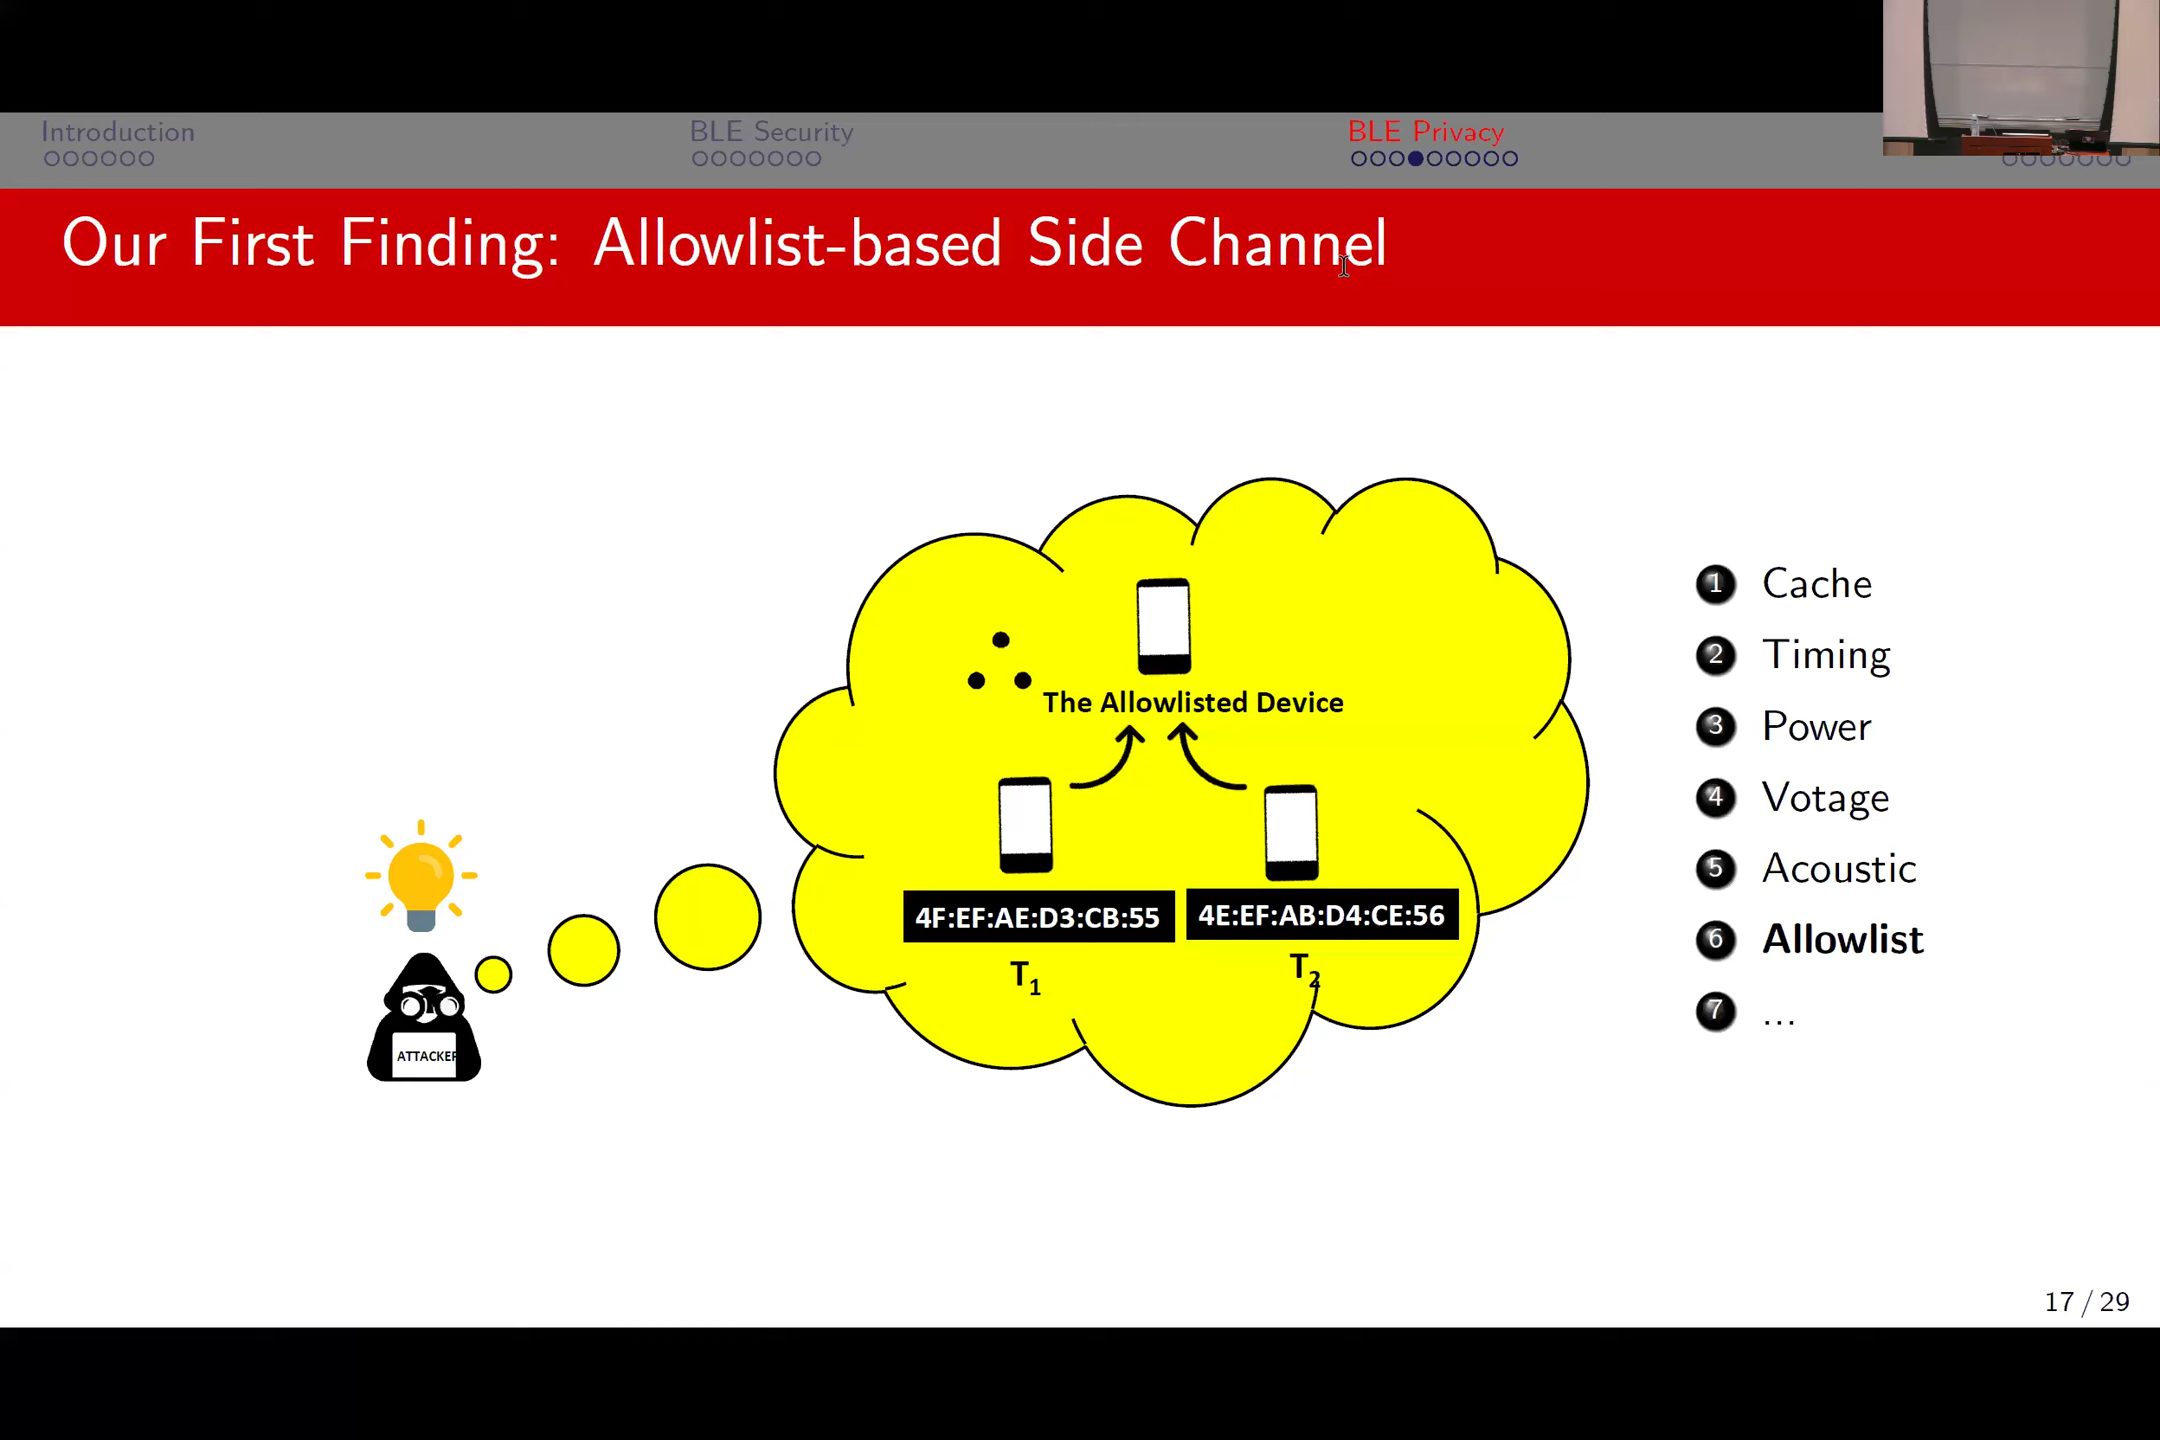 Introduction
BLE Security
BLE Privacy
Our First Finding: Allowlist-based Side Channel
The Allowlisted Device
4F:EF:AE:D3:CB:55
4E:EF:AB:D4:CE:56
T1
T2
ATTACKER
1 Cache
2 Timing
3 Power
4 Votage
5 Acoustic
6 Allowlist
7 ...
17 / 29